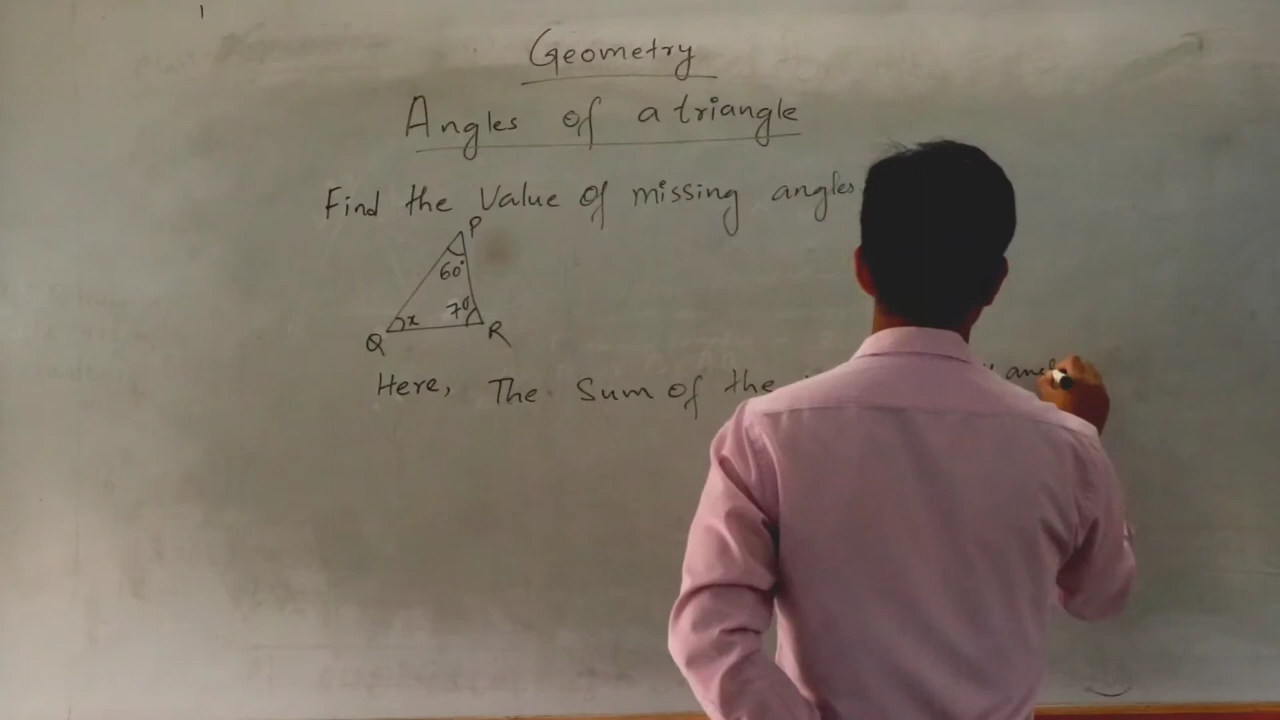 Geometry
Angles of a triangle
Find the Value of missing angles
P
60°
x 70
Q R
Here, The Sum of the